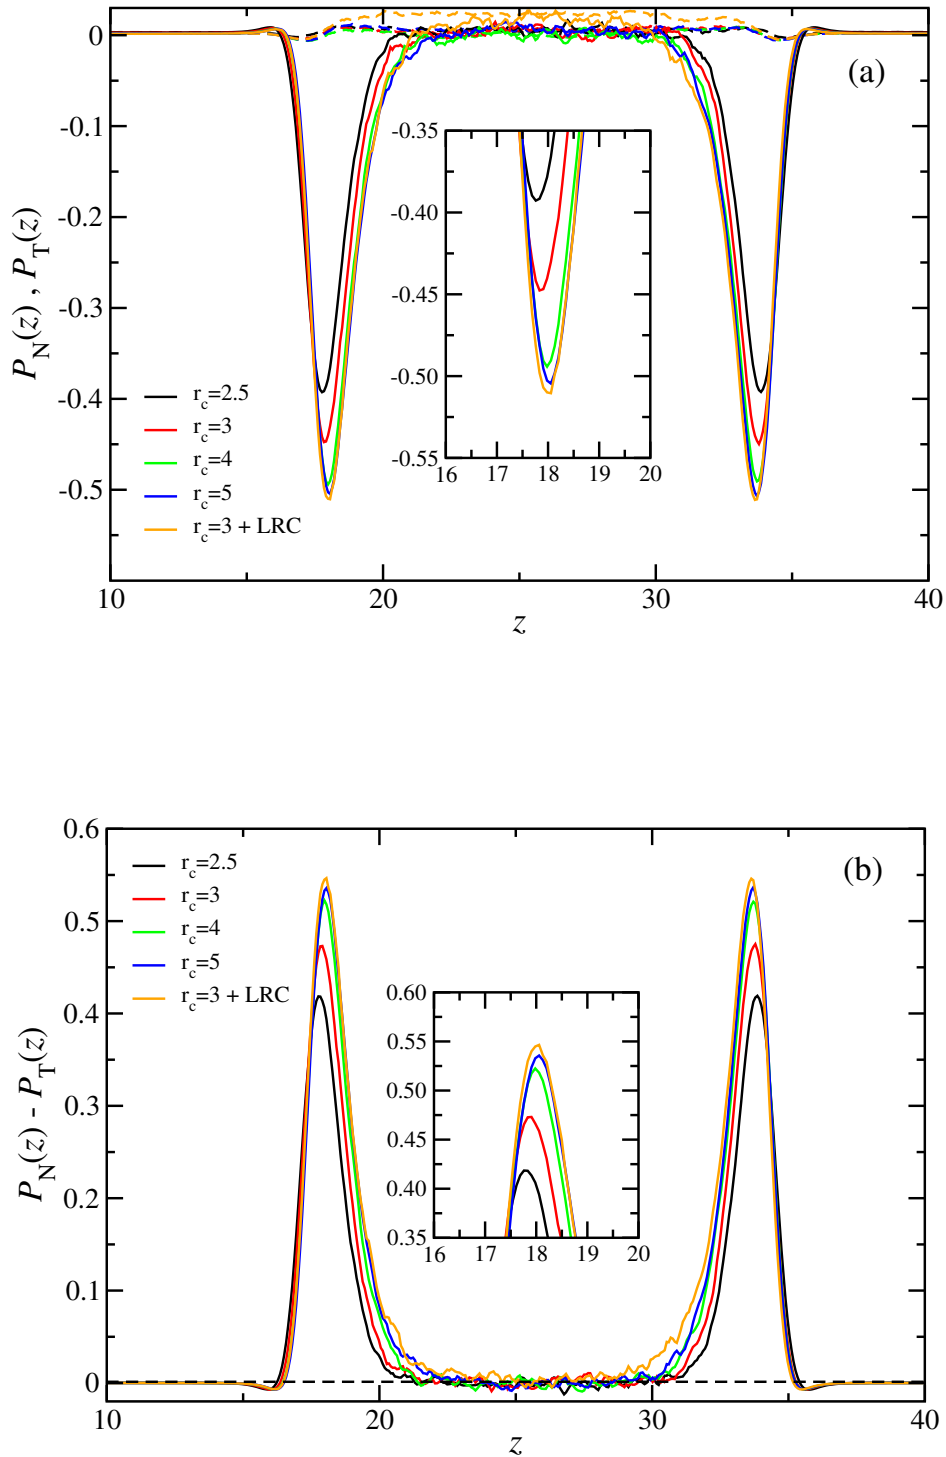 0
-0.1
-0.2
-0.3
-0.4
-0.5
P_N(z) , P_T(z)
(a)
-0.35
-0.40
-0.45
-0.50
-0.55
16 17 18 19 20
r_c=2.5
r_c=3
r_c=4
r_c=5
r_c=3 + LRC
10 20 30 40
z
0.6
0.5
0.4
0.3
0.2
0.1
0
P_N(z) - P_T(z)
(b)
r_c=2.5
r_c=3
r_c=4
r_c=5
r_c=3 + LRC
0.60
0.55
0.50
0.45
0.40
0.35
16 17 18 19 20
10 20 30 40
z